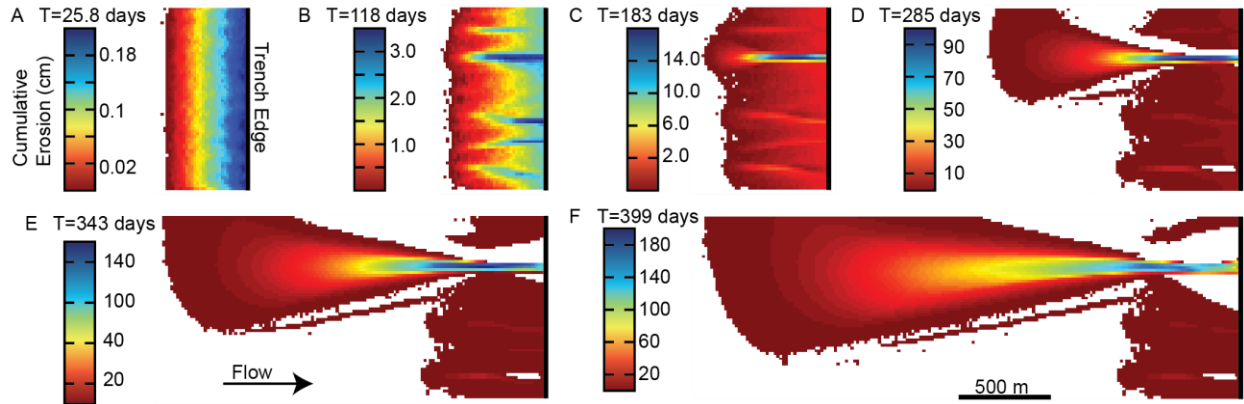 A T=25.8 days
Cumulative
Erosion (cm)
0.18
0.1
0.02
Trench Edge
B T=118 days
3.0
2.0
1.0
C T=183 days
14.0
10.0
6.0
2.0
D T=285 days
90
70
50
30
10
E T=343 days
140
100
40
20
Flow
F T=399 days
180
140
100
60
20
500 m